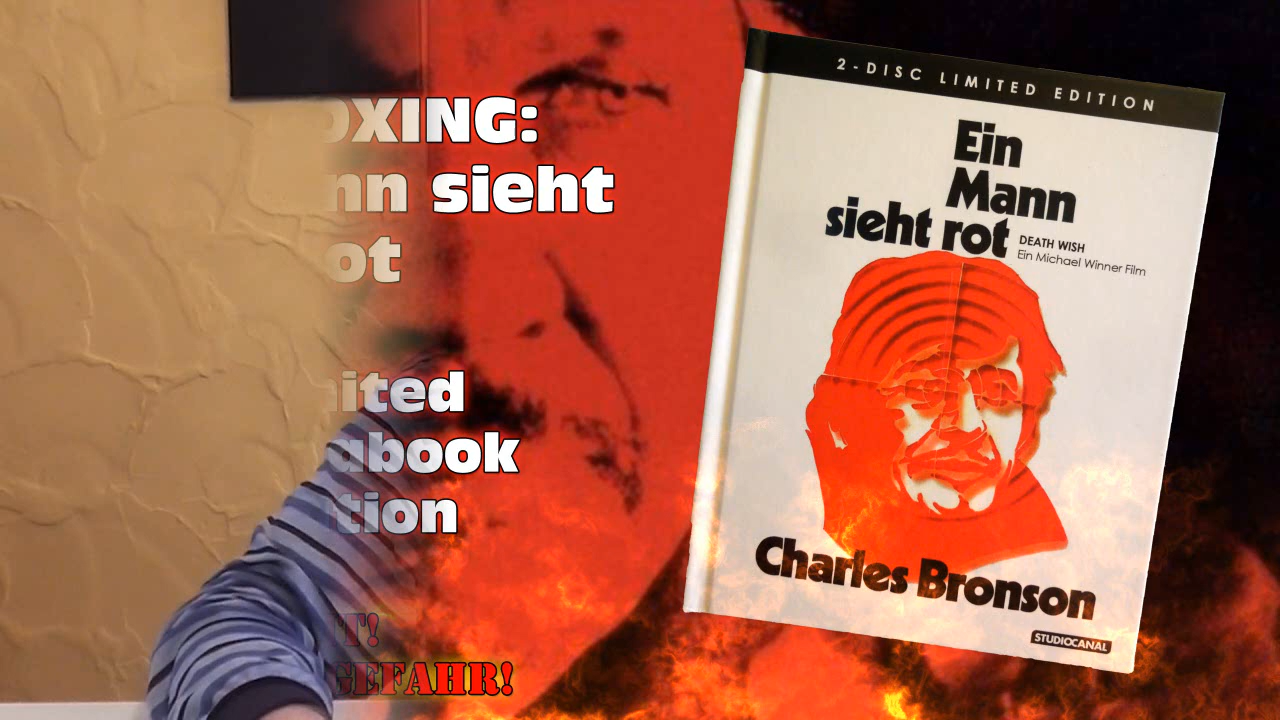 OXING:
nn sieht
ot
ited
abook
tion
T!
GEFAHR!
2-DISC LIMITED EDITION
Ein
Mann
sieht rot
DEATH WISH
Ein Michael Winner Film
Charles Bronson
STUDIOCANAL